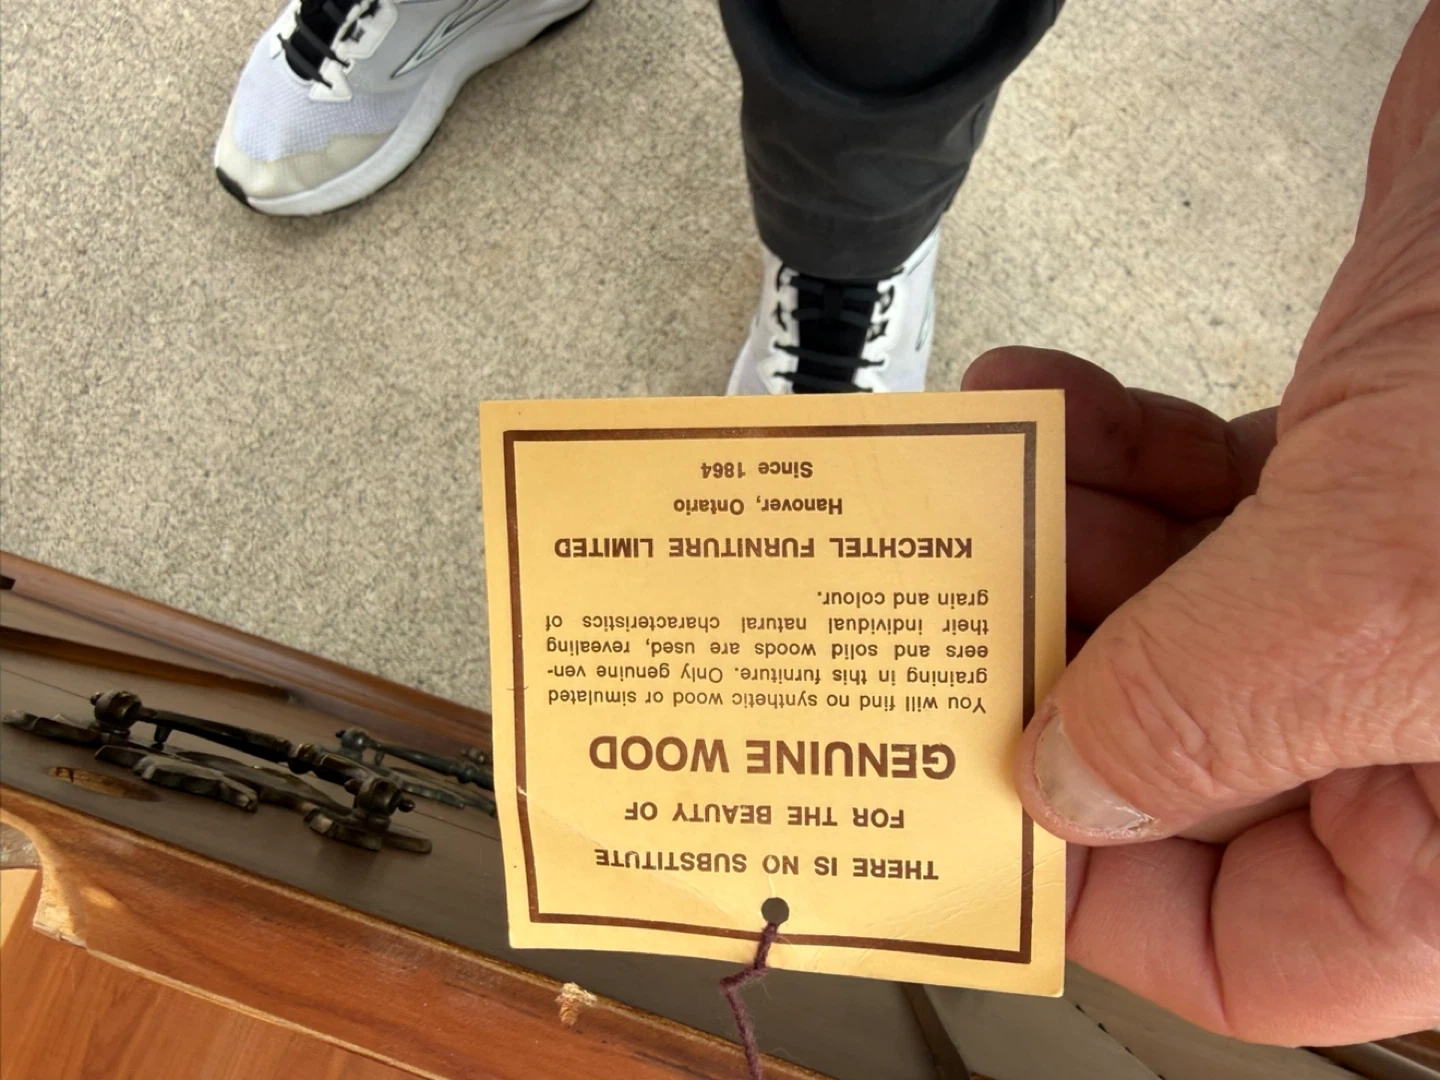 THERE IS NO SUBSTITUTE
FOR THE BEAUTY OF
GENUINE WOOD
You will find no synthetic wood or simulated
graining in this furniture. Only genuine ven-
eers and solid woods are used, revealing
their individual natural characteristics of
grain and colour.
KNECHTEL FURNITURE LIMITED
Hanover, Ontario
Since 1864